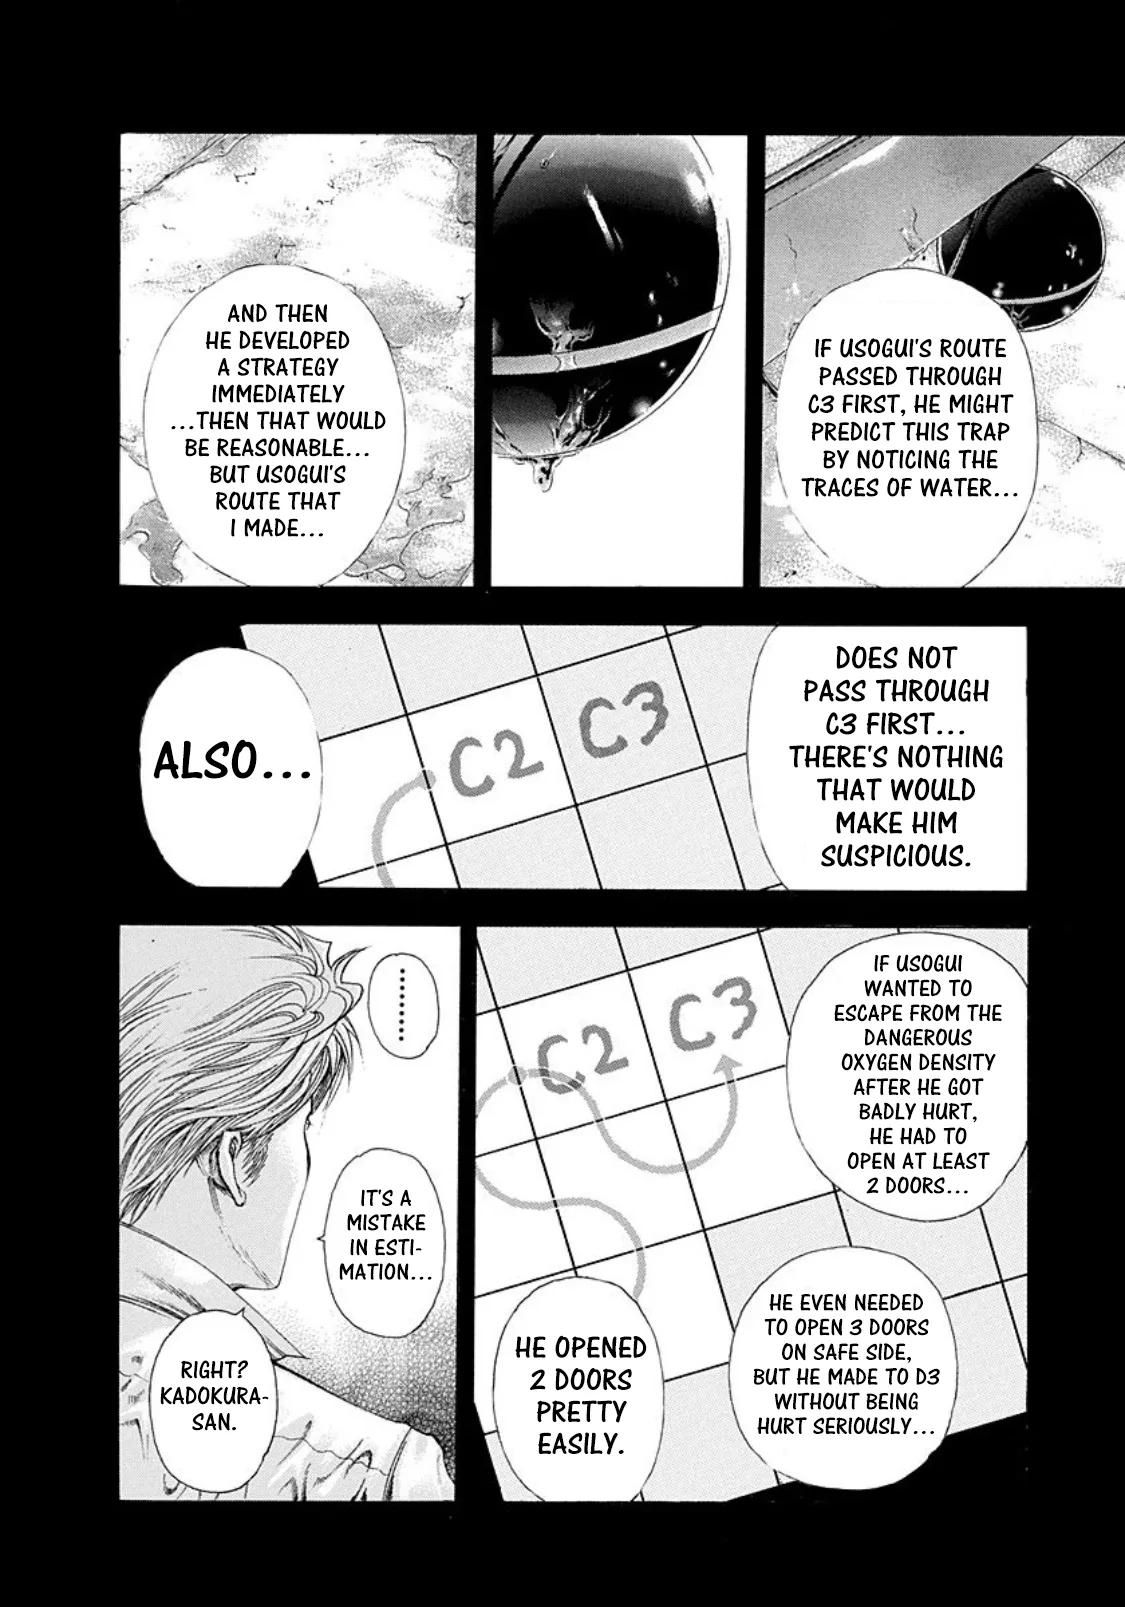 IF USOGUI'S ROUTE
PASSED THROUGH
C3 FIRST, HE MIGHT
PREDICT THIS TRAP
BY NOTICING THE
TRACES OF WATER...
AND THEN
HE DEVELOPED
A STRATEGY
IMMEDIATELY
...THEN THAT WOULD
BE REASONABLE...
BUT USOGUI'S
ROUTE THAT
I MADE...
DOES NOT
PASS THROUGH
C3 FIRST...
THERE'S NOTHING
THAT WOULD
MAKE HIM
SUSPICIOUS.
C3
C2
ALSO...
IF USOGUI
WANTED TO
ESCAPE FROM THE
DANGEROUS
OXYGEN DENSITY
AFTER HE GOT
BADLY HURT,
HE HAD TO
OPEN AT LEAST
2 DOORS...
C3
C2
HE EVEN NEEDED
TO OPEN 3 DOORS
ON SAFE SIDE,
BUT HE MADE TO D3
WITHOUT BEING
HURT SERIOUSLY...
HE OPENED
2 DOORS
PRETTY
EASILY.
.........
IT'S A
MISTAKE
IN ESTI-
MATION...
RIGHT?
KADOKURA-
SAN.